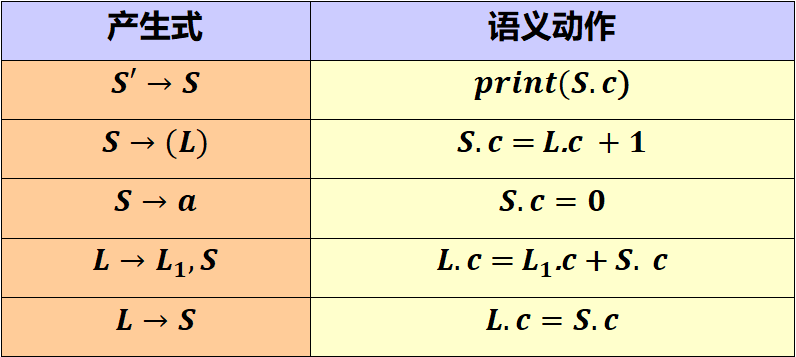 产生式 语义动作
S′ → S print(S.c)
S → (L) S.c = L.c + 1
S → a S.c = 0
L → L₁,S L.c = L₁.c + S. c
L → S L.c = S.c